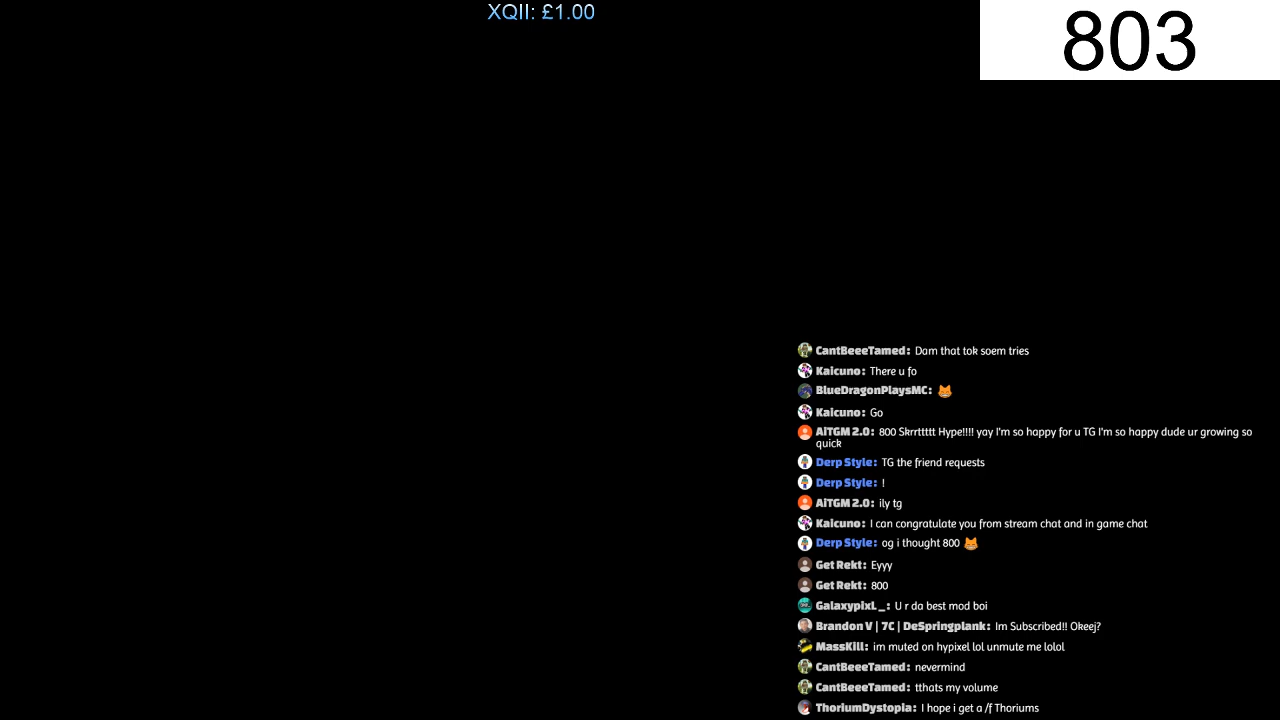 XQII: £1.00
803
CantBeeeTamed: Dam that tok soem tries
Kaicuno: There u fo
BlueDragonPlaysMC:
Kaicuno: Go
AiTGM 2.0: 800 Skrrttttt Hype!!!! yay I'm so happy for u TG I'm so happy dude ur growing so
quick
Derp Style: TG the friend requests
Derp Style: !
AiTGM 2.0: ily tg
Kaicuno: I can congratulate you from stream chat and in game chat
Derp Style: og i thought 800
Get Rekt: Eyyy
Get Rekt: 800
GalaxypixL_: U r da best mod boi
Brandon V | 7C | DeSpringplank: Im Subscribed!! Okeej?
MassKill: im muted on hypixel lol unmute me lolol
CantBeeeTamed: nevermind
CantBeeeTamed: tthats my volume
ThoriumDystopia: I hope i get a /f Thoriums